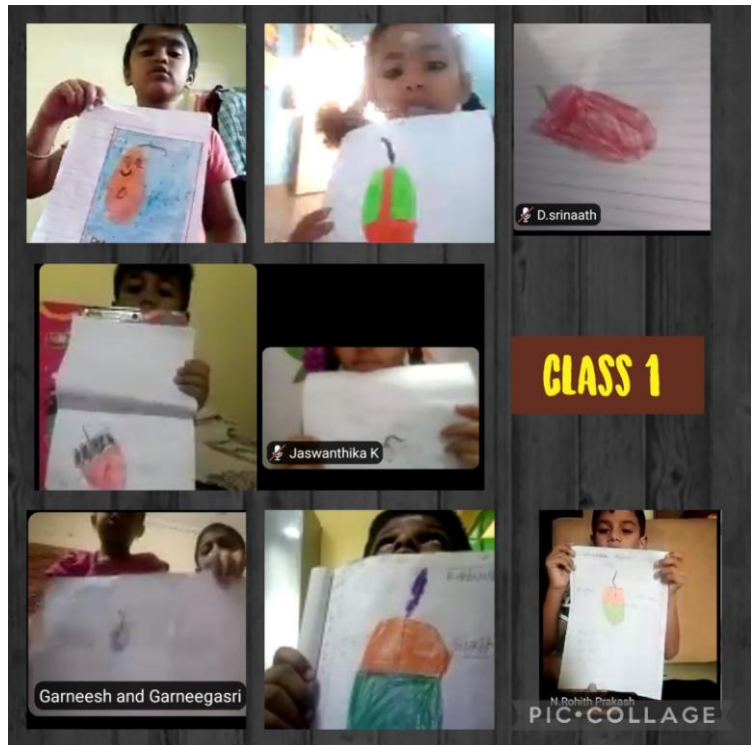 D.srinaath
CLASS 1
Jaswanthika K
Garneesh and Garneegasri
N.Rohith Prakash
PIC•COLLAGE